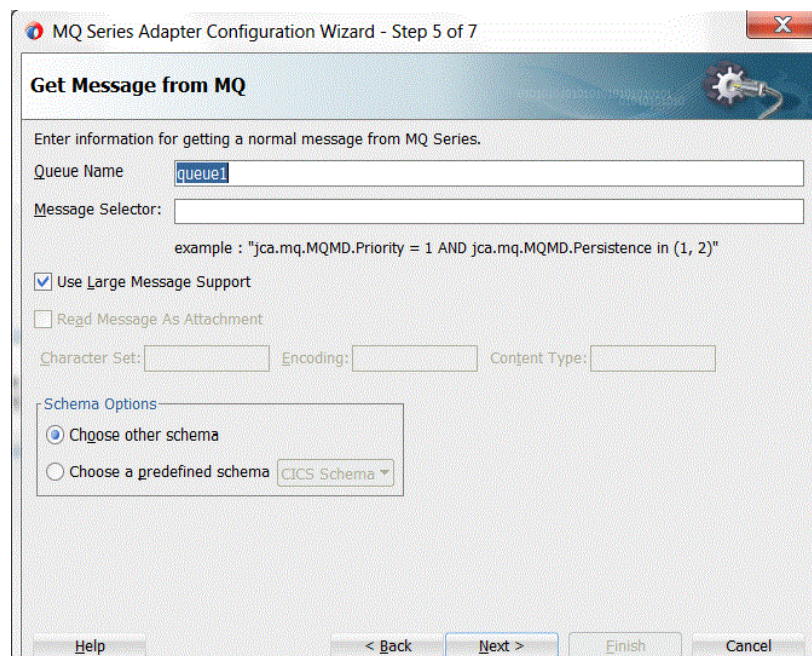 MQ Series Adapter Configuration Wizard - Step 5 of 7
Get Message from MQ
Enter information for getting a normal message from MQ Series.
Queue Name queue1
Message Selector:
example : "jca.mq.MQMD.Priority = 1 AND jca.mq.MQMD.Persistence in (1, 2)"
Use Large Message Support
Read Message As Attachment
Character Set: Encoding: Content Type:
Schema Options
Choose other schema
Choose a predefined schema CICS Schema
Help < Back Next > Finish Cancel